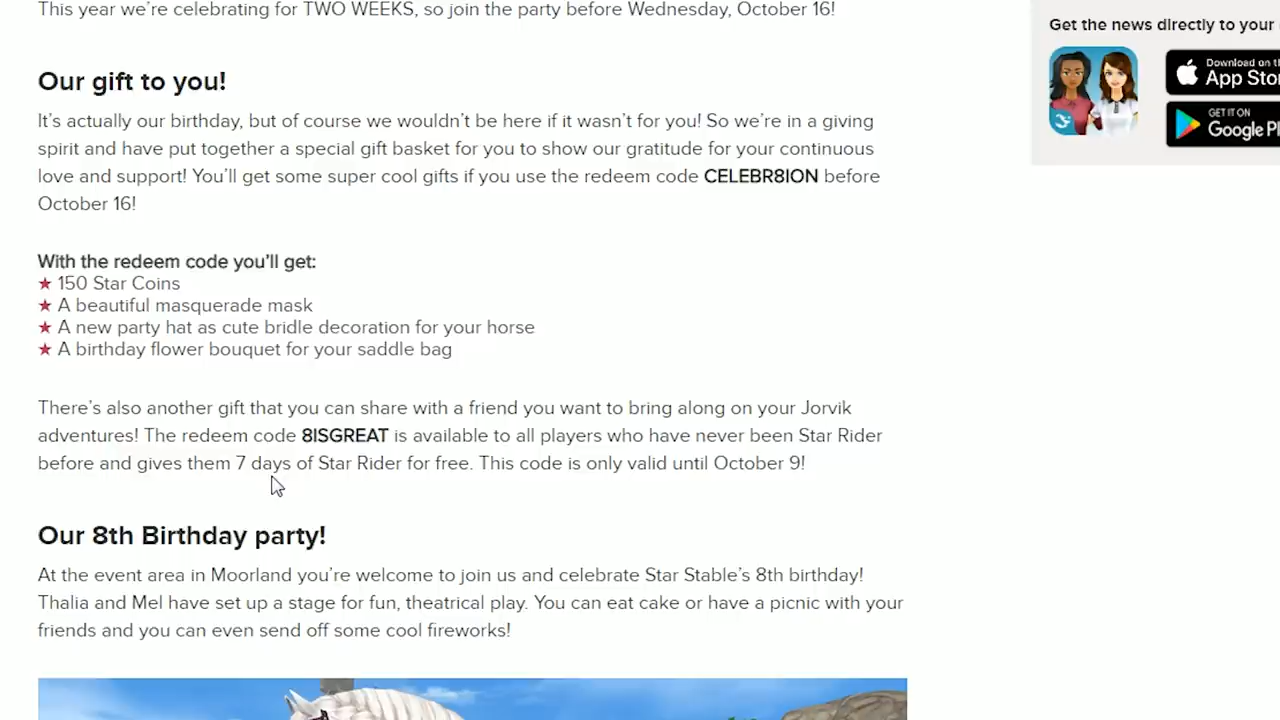 This year we're celebrating for TWO WEEKS, so join the party before Wednesday, October 16!
Get the news directly to your
Our gift to you!
Download on
App
GET IT ON
Google
It's actually our birthday, but of course we wouldn't be here if it wasn't for you! So we're in a giving
spirit and have put together a special gift basket for you to show our gratitude for your continuous
love and support! You'll get some super cool gifts if you use the redeem code CELEBR8ION before
October 16!
With the redeem code you'll get:
★ 150 Star Coins
★ A beautiful masquerade mask
★ A new party hat as cute bridle decoration for your horse
★ A birthday flower bouquet for your saddle bag
There's also another gift that you can share with a friend you want to bring along on your Jorvik
adventures! The redeem code 8ISGREAT is available to all players who have never been Star Rider
before and gives them 7 days of Star Rider for free. This code is only valid until October 9!
Our 8th Birthday party!
At the event area in Moorland you're welcome to join us and celebrate Star Stable's 8th birthday!
Thalia and Mel have set up a stage for fun, theatrical play. You can eat cake or have a picnic with your
friends and you can even send off some cool fireworks!